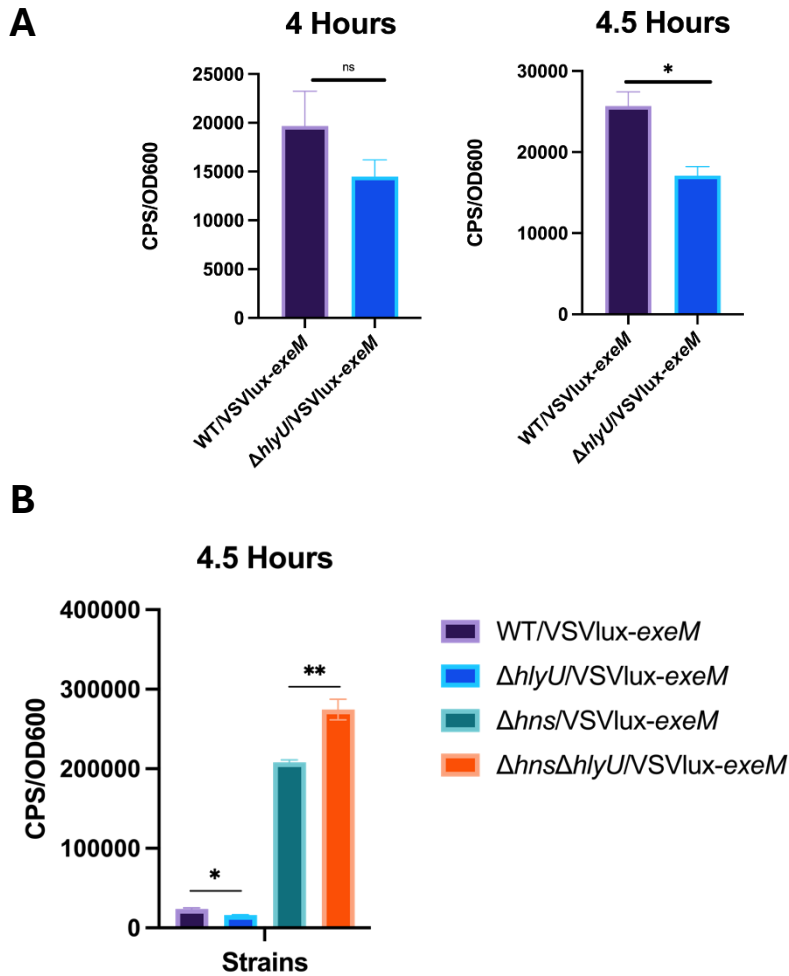 A
4 Hours
4.5 Hours
CPS/OD600
25000
20000
15000
10000
5000
0
ns
WT/VSVlux-exeM
ΔhlyU/VSVlux-exeM
CPS/OD600
30000
20000
10000
0
*
WT/VSVlux-exeM
ΔhlyU/VSVlux-exeM
B
4.5 Hours
CPS/OD600
400000
300000
200000
100000
0
*
**
Strains
WT/VSVlux-exeM
ΔhlyU/VSVlux-exeM
Δhns/VSVlux-exeM
ΔhnsΔhlyU/VSVlux-exeM